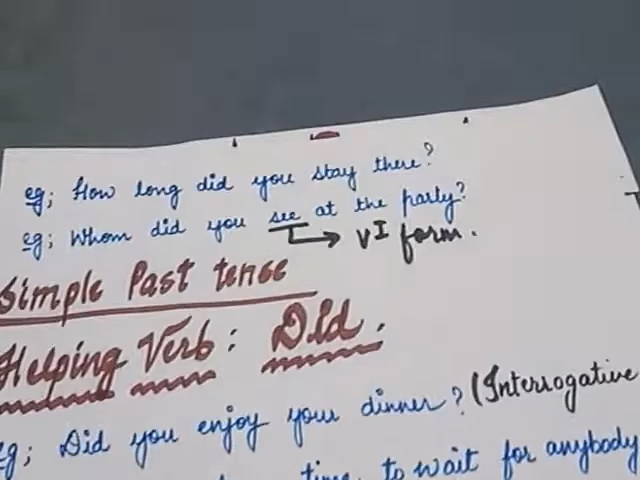 eg; How long did you stay there?
eg; Whom did you see at the party?
→ VI form.
Simple Past tense
Helping Verb: Did.
eg; Did you enjoy your dinner? (Interrogative
time to wait for anybody